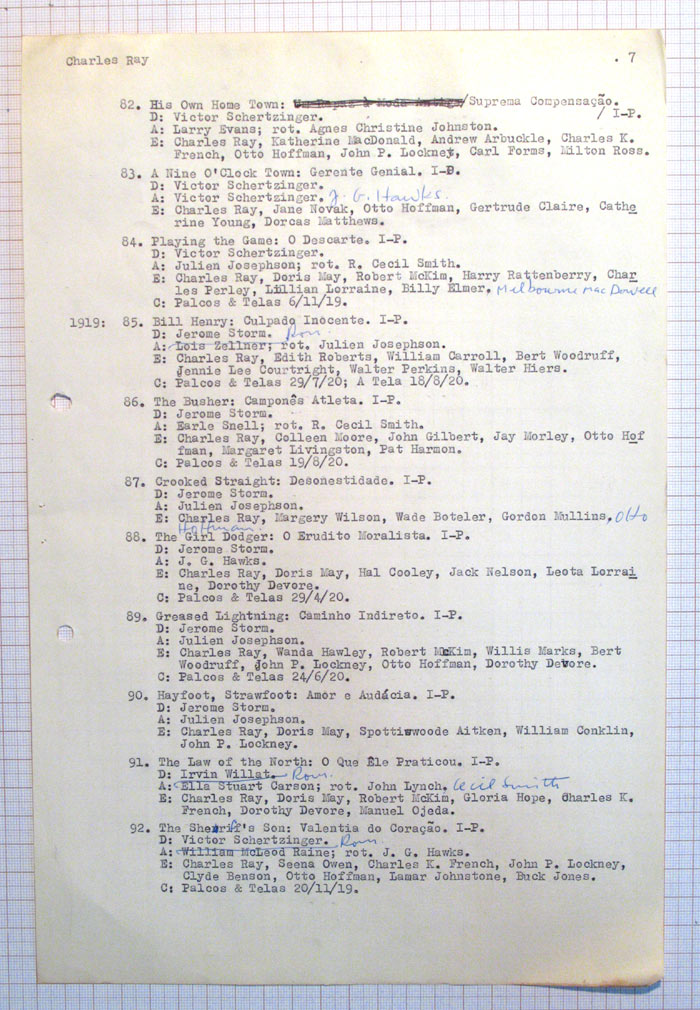 Charles Ray . 7
82. His Own Home Town: Um Rapaz à Moda Antiga/Suprema Compensação.
D: Victor Schertzinger. / I-P.
A: Larry Evans; rot. Agnes Christine Johnston.
E: Charles Ray, Katherine MacDonald, Andrew Arbuckle, Charles K.
French, Otto Hoffman, John P. Lockney, Carl Forms, Milton Ross.
83. A Nine O'Clock Town: Gerente Genial. I-P.
D: Victor Schertzinger.
A: Victor Schertzinger. J. G. Hawks.
E: Charles Ray, Jane Novak, Otto Hoffman, Gertrude Claire, Cathe
rine Young, Dorcas Matthews.
84. Playing the Game: O Descarte. I-P.
D: Victor Schertzinger.
A: Julien Josephson; rot. R. Cecil Smith.
E: Charles Ray, Doris May, Robert McKim, Harry Rattenberry, Char
les Perley, Lillian Lorraine, Billy Elmer, Melbourne MacDowell
C: Palcos & Telas 6/11/19.
1919: 85. Bill Henry: Culpado Inocente. I-P.
D: Jerome Storm. Rom.
A: Lois Zellner; rot. Julien Josephson.
E: Charles Ray, Edith Roberts, William Carroll, Bert Woodruff,
Jennie Lee Courtright, Walter Perkins, Walter Hiers.
C: Palcos & Telas 29/7/20; A Tela 18/8/20.
86. The Busher: Camponês Atleta. I-P.
D: Jerome Storm.
A: Earle Snell; rot. R. Cecil Smith.
E: Charles Ray, Colleen Moore, John Gilbert, Jay Morley, Otto Hof
fman, Margaret Livingston, Pat Harmon.
C: Palcos & Telas 19/8/20.
87. Crooked Straight: Desonestidade. I-P.
D: Jerome Storm.
A: Julien Josephson.
E: Charles Ray, Margery Wilson, Wade Boteler, Gordon Mullins, Otto
Hoffman.
88. The Girl Dodger: O Erudito Moralista. I-P.
D: Jerome Storm.
A: J. G. Hawks.
E: Charles Ray, Doris May, Hal Cooley, Jack Nelson, Leota Lorrai
ne, Dorothy Devore.
C: Palcos & Telas 29/4/20.
89. Greased Lightning: Caminho Indireto. I-P.
D: Jerome Storm.
A: Julien Josephson.
E: Charles Ray, Wanda Hawley, Robert McKim, Willis Marks, Bert
Woodruff, John P. Lockney, Otto Hoffman, Dorothy Devore.
C: Palcos & Telas 24/6/20.
90. Hayfoot, Strawfoot: Amor e Audácia. I-P.
D: Jerome Storm.
A: Julien Josephson.
E: Charles Ray, Doris May, Spottiswoode Aitken, William Conklin,
John P. Lockney.
91. The Law of the North: O Que Êle Praticou. I-P.
D: Irvin Willat. Rom.
A: Ella Stuart Carson; rot. John Lynch. Cecil Smith
E: Charles Ray, Doris May, Robert McKim, Gloria Hope, Charles K.
French, Dorothy Devore, Manuel Ojeda.
92. The Sheriff's Son: Valentia do Coração. I-P.
D: Victor Schertzinger. Rom
A: William McLeod Raine; rot. J. G. Hawks.
E: Charles Ray, Seena Owen, Charles K. French, John P. Lockney,
Clyde Benson, Otto Hoffman, Lamar Johnstone, Buck Jones.
C: Palcos & Telas 20/11/19.